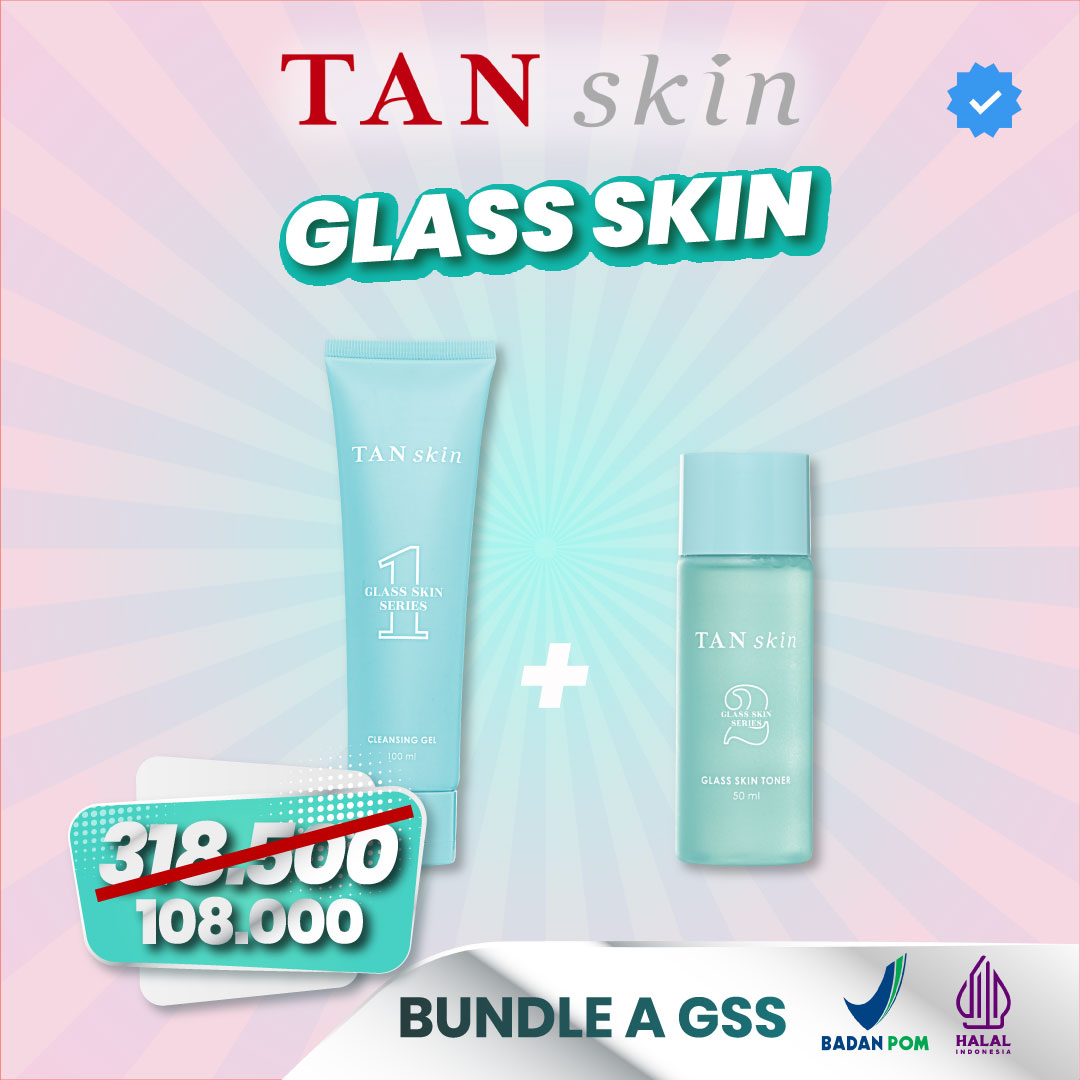 TAN skin
GLASS SKIN
TAN skin
1
GLASS SKIN
SERIES
CLEANSING GEL
100 ml
TAN skin
2
GLASS SKIN
SERIES
GLASS SKIN TONER
50 ml
318.500
108.000
BUNDLE A GSS
BADAN POM
HALAL
INDONESIA